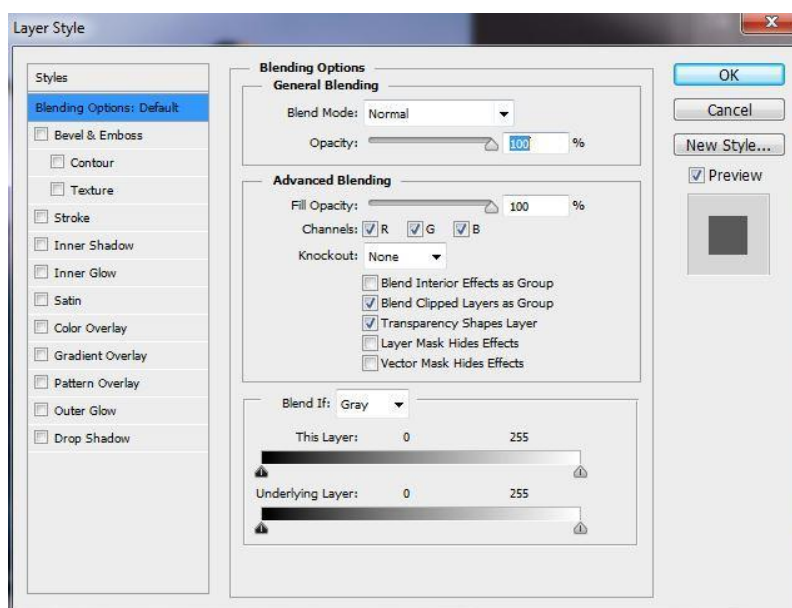 Layer Style
x
Styles
Blending Options: Default
Bevel & Emboss
Contour
Texture
Stroke
Inner Shadow
Inner Glow
Satin
Color Overlay
Gradient Overlay
Pattern Overlay
Outer Glow
Drop Shadow
Blending Options
General Blending
Blend Mode: Normal
Opacity: 100 %
Advanced Blending
Fill Opacity: 100 %
Channels: R G B
Knockout: None
Blend Interior Effects as Group
Blend Clipped Layers as Group
Transparency Shapes Layer
Layer Mask Hides Effects
Vector Mask Hides Effects
Blend If: Gray
This Layer: 0 255
Underlying Layer: 0 255
OK
Cancel
New Style...
Preview